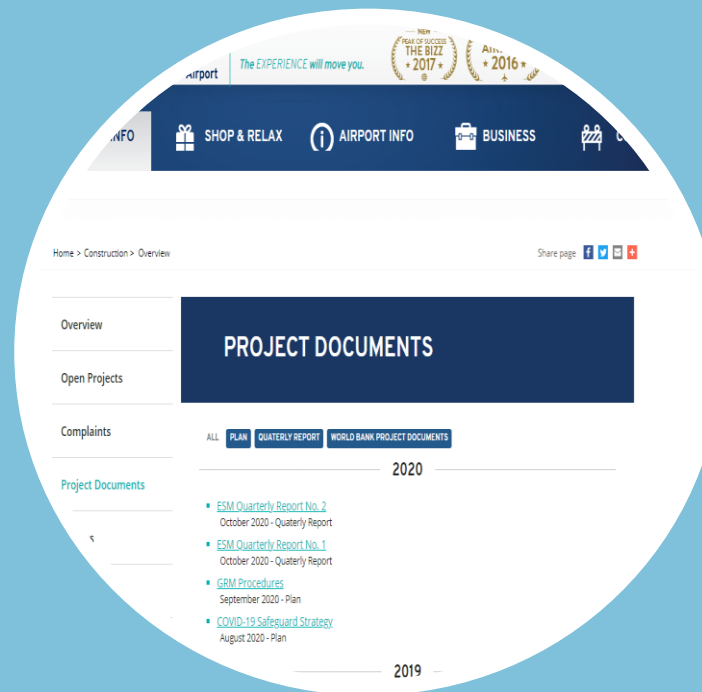 NEW
PEAK OF SUCCESS
THE BIZZ
2017
2016
Airport
The EXPERIENCE will move you.
SHOP & RELAX
AIRPORT INFO
BUSINESS
Home > Construction > Overview
Share page
Overview
Open Projects
Complaints
Project Documents
PROJECT DOCUMENTS
ALL PLAN QUATERLY REPORT WORLD BANK PROJECT DOCUMENTS
2020
ESM Quarterly Report No. 2
October 2020 - Quaterly Report
ESM Quarterly Report No. 1
October 2020 - Quaterly Report
GRM Procedures
September 2020 - Plan
COVID-19 Safeguard Strategy
August 2020 - Plan
2019